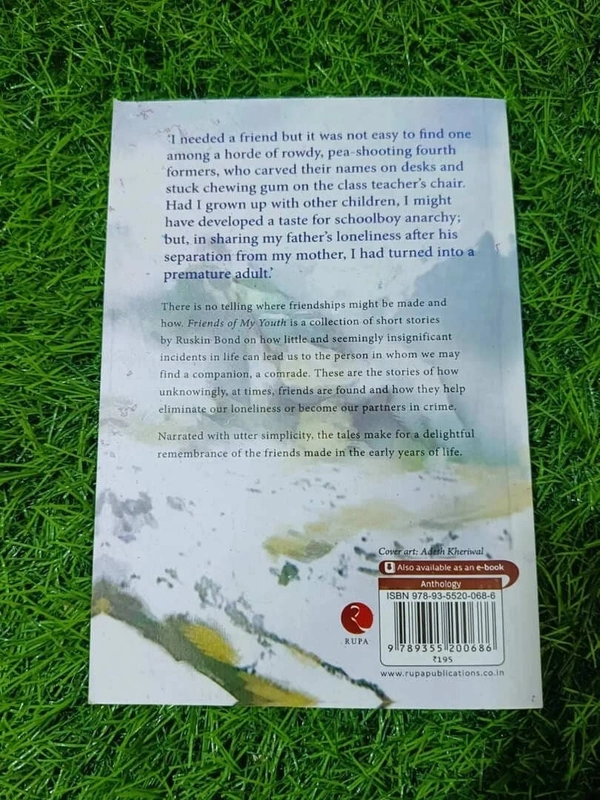 'I needed a friend but it was not easy to find one
among a horde of rowdy, pea-shooting fourth
formers, who carved their names on desks and
stuck chewing gum on the class teacher's chair.
Had I grown up with other children, I might
have developed a taste for schoolboy anarchy;
but, in sharing my father's loneliness after his
separation from my mother, I had turned into a
premature adult.'
There is no telling where friendships might be made and
how. Friends of My Youth is a collection of short stories
by Ruskin Bond on how little and seemingly insignificant
incidents in life can lead us to the person in whom we may
find a companion, a comrade. These are the stories of how
unknowingly, at times, friends are found and how they help
eliminate our loneliness or become our partners in crime.
Narrated with utter simplicity, the tales make for a delightful
remembrance of the friends made in the early years of life.
Cover art: Adeth Kheriwal
Also available as an e-book
Anthology
ISBN 978-93-5520-068-6
9 789355 200686
₹195
RUPA
www.rupapublications.co.in